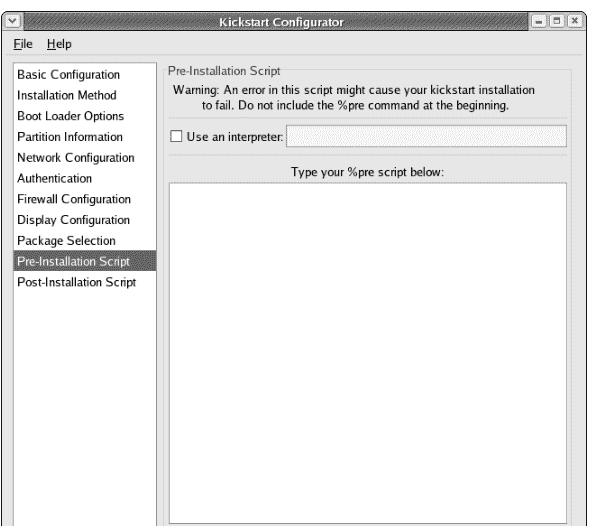 Kickstart Configurator
File Help
Basic Configuration
Installation Method
Boot Loader Options
Partition Information
Network Configuration
Authentication
Firewall Configuration
Display Configuration
Package Selection
Pre-Installation Script
Post-Installation Script
Pre-Installation Script
Warning: An error in this script might cause your kickstart installation
to fail. Do not include the %pre command at the beginning.
Use an interpreter:
Type your %pre script below: